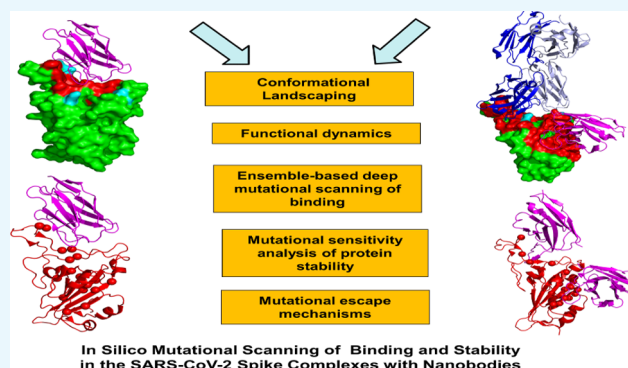 Conformational
Landscaping
Functional dynamics
Ensemble-based deep
mutational scanning of
binding
Mutational sensitivity
analysis of protein
stability
Mutational escape
mechanisms
In Silico Mutational Scanning of Binding and Stability
in the SARS-CoV-2 Spike Complexes with Nanobodies